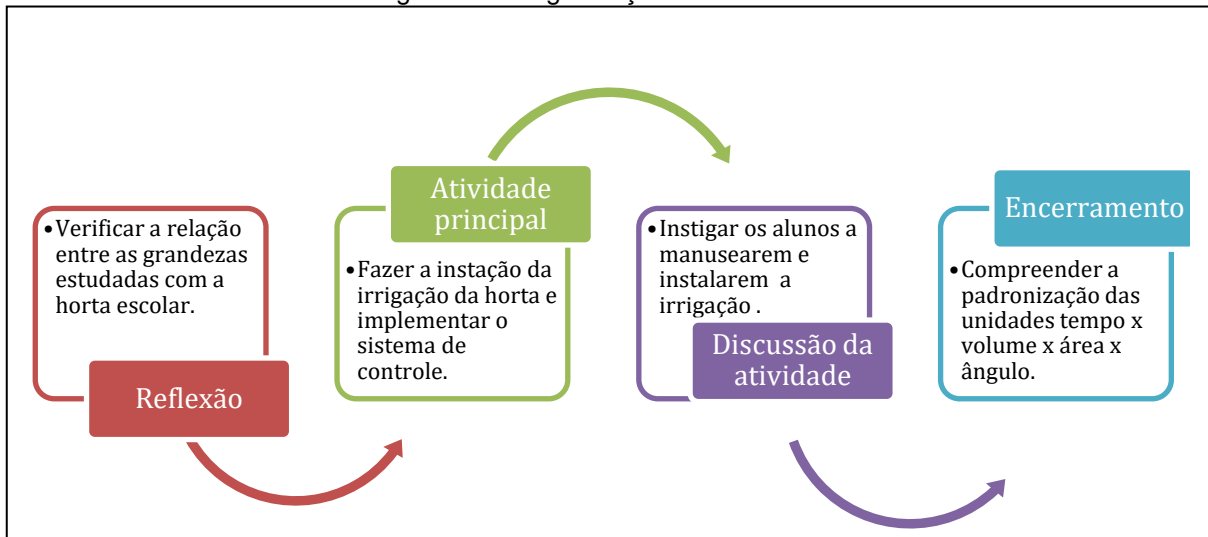 •Verificar a relação
entre as grandezas
estudadas com a
horta escolar.
Reflexão
Atividade
principal
•Fazer a instação da
irrigação da horta e
implementar o
sistema de
controle.
•Instigar os alunos a
manusearem e
instalarem a
irrigação .
Discussão da
atividade
Encerramento
•Compreender a
padronização das
unidades tempo x
volume x área x
ângulo.